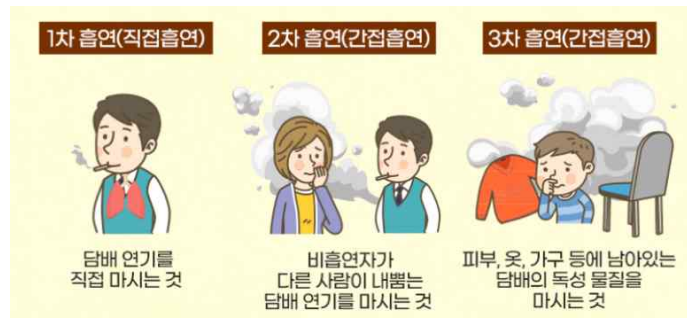 1차 흡연(직접흡연)
2차 흡연(간접흡연)
3차 흡연(간접흡연)
담배 연기를
직접 마시는 것
비흡연자가
다른 사람이 내뿜는
담배 연기를 마시는 것
피부, 옷, 가구 등에 남아있는
담배의 독성 물질을
마시는 것